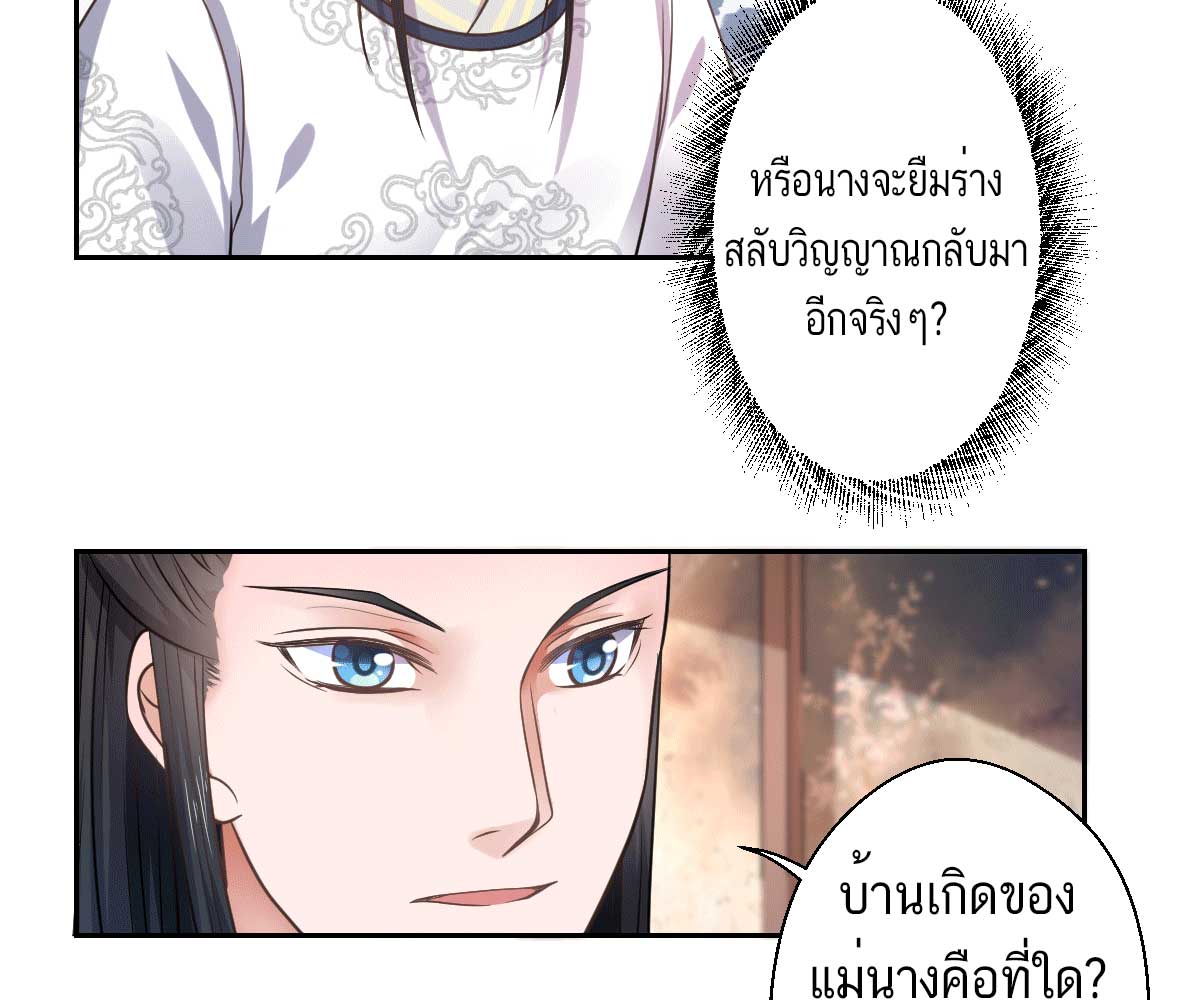 หรือนางจะยืมร่าง
สลับวิญญาณกลับมา
อีกจริงๆ?
บ้านเกิดของ
แม่นางคือที่ใด?